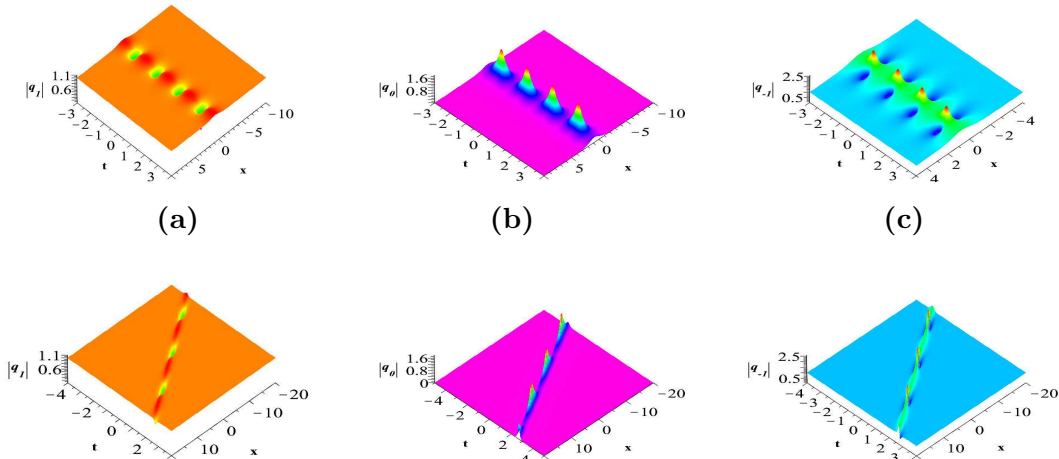 |q₁| 1.1 0.6
−3 −2 −1 0 1 2 3
t
5 0 −5 −10
x
(a)
|q₀| 1.6 0.8
−3 −2 −1 0 1 2 3
t
5 0 −5 −10
x
(b)
|q₋₁| 2.5 0.5
−3 −2 −1 0 1 2 3
t
4 2 0 −2 −4
x
(c)
|q₁| 1.1 0.6
−4 −2 0 2
t
10 0 −10 −20
x
|q₀| 1.6 0.8 0
−4 −2 0 2 4
t
10 0 −10 −20
x
|q₋₁| 2.5 0.5
−4 −3 −2 −1 0 1 2 3
t
10 0 −10 −20
x